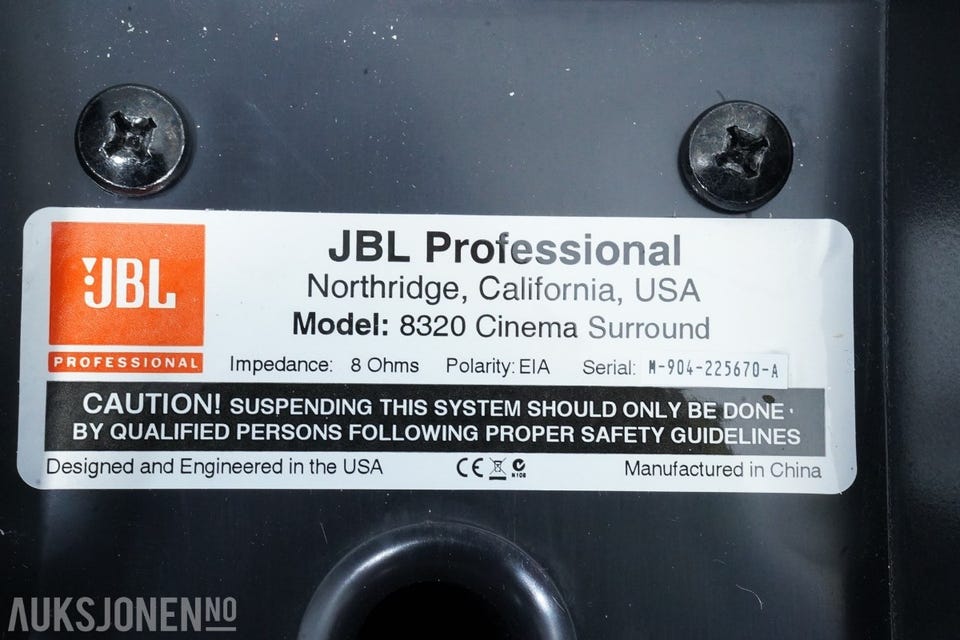 JBL
PROFESSIONAL
JBL Professional
Northridge, California, USA
Model: 8320 Cinema Surround
Impedance: 8 Ohms Polarity: EIA Serial: M-904-225670-A
CAUTION! SUSPENDING THIS SYSTEM SHOULD ONLY BE DONE
BY QUALIFIED PERSONS FOLLOWING PROPER SAFETY GUIDELINES
Designed and Engineered in the USA CE N108 Manufactured in China
AUKSJONEN NO